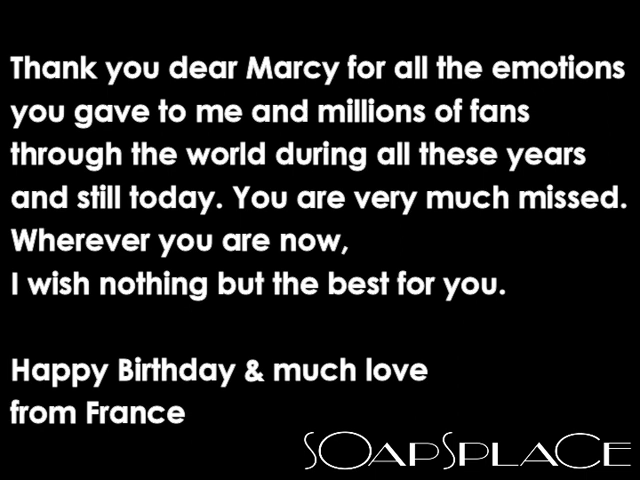 Thank you dear Marcy for all the emotions
you gave to me and millions of fans
through the world during all these years
and still today. You are very much missed.
Wherever you are now,
I wish nothing but the best for you.
Happy Birthday & much love
from France
SOAPSPLACE